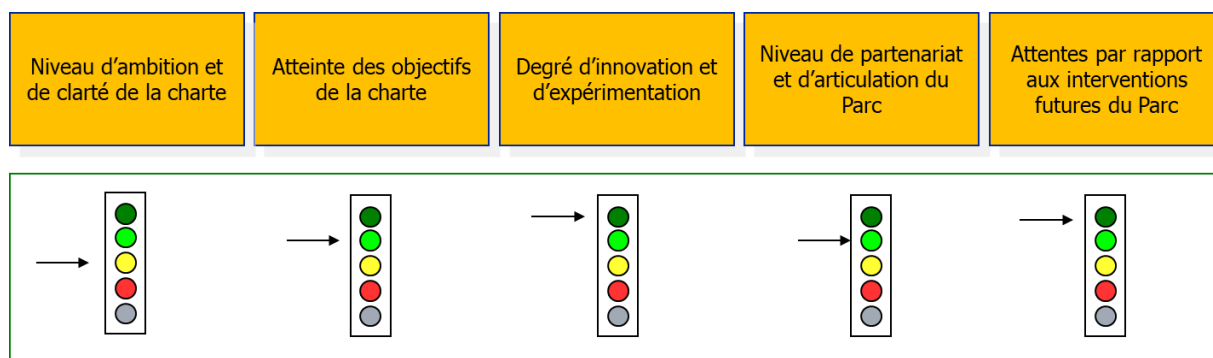 Niveau d'ambition et
de clarté de la charte
Atteinte des objectifs
de la charte
Degré d'innovation et
d'expérimentation
Niveau de partenariat
et d'articulation du
Parc
Attentes par rapport
aux interventions
futures du Parc